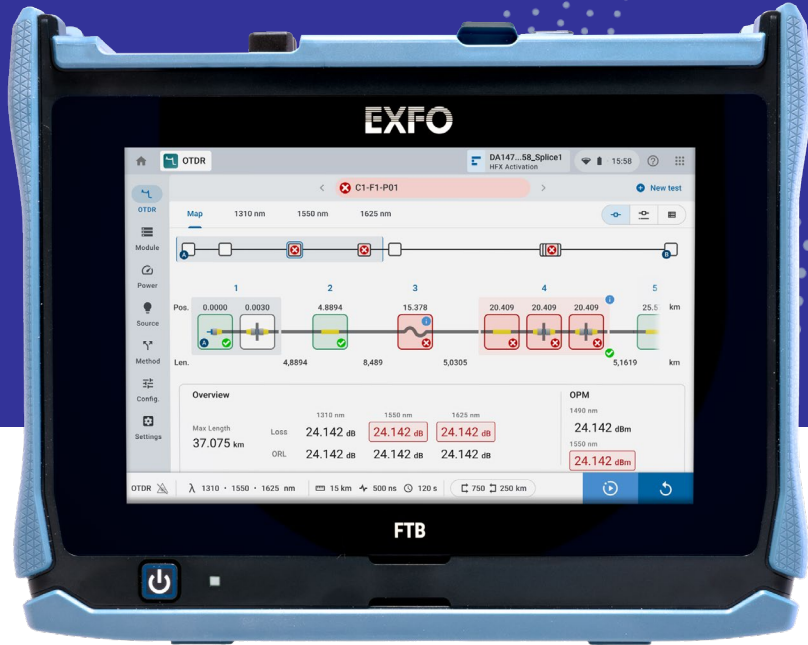 EXFO
OTDR
DA147...58_Splice1
HFX Activation
15:58
C1-F1-P01
New test
OTDR
Module
Power
Source
Method
Config.
Settings
Map 1310 nm 1550 nm 1625 nm
A
B
1 2 3 4 5
Pos. 0.0000 0.0030 4.8894 15.378 20.409 20.409 20.409 25.5 km
A
Len. 4,8894 8,489 5,0305 5,1619 km
Overview
1310 nm 1550 nm 1625 nm
Max Length
37.075 km
Loss 24.142 dB 24.142 dB 24.142 dB
ORL 24.142 dB 24.142 dB 24.142 dB
OPM
1490 nm
24.142 dBm
1550 nm
24.142 dBm
OTDR λ 1310 • 1550 • 1625 nm 15 km 500 ns 120 s 750 250 km
FTB